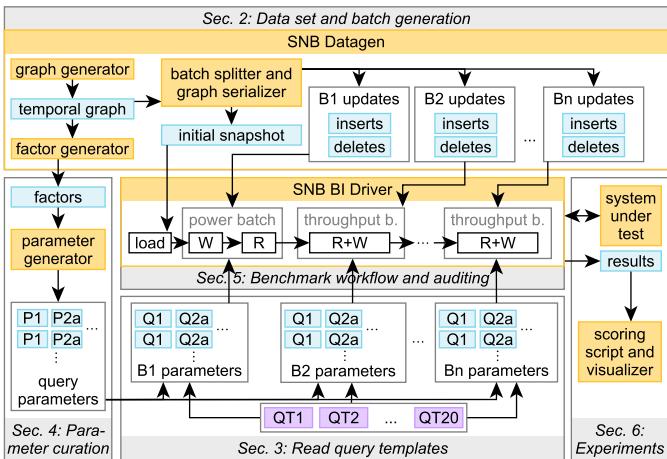 Sec. 2: Data set and batch generation
SNB Datagen
graph generator
temporal graph
factor generator
batch splitter and
graph serializer
initial snapshot
B1 updates
inserts
deletes
B2 updates
inserts
deletes
...
Bn updates
inserts
deletes
factors
parameter
generator
P1 P2a
P1 P2a
...
⋮
query
parameters
Sec. 4: Para-
meter curation
SNB BI Driver
load
power batch
W R
throughput b.
R+W
...
throughput b.
R+W
Sec. 5: Benchmark workflow and auditing
Q1 Q2a
Q1 Q2a
...
⋮
B1 parameters
Q1 Q2a
Q1 Q2a
...
⋮
B2 parameters
...
Q1 Q2a
Q1 Q2a
...
⋮
Bn parameters
QT1 QT2 ... QT20
Sec. 3: Read query templates
system
under
test
results
scoring
script and
visualizer
Sec. 6:
Experiments